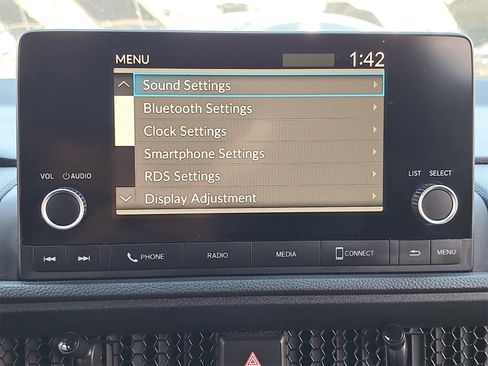 MENU 1:42
Sound Settings
Bluetooth Settings
Clock Settings
Smartphone Settings
RDS Settings
Display Adjustment
VOL AUDIO
LIST SELECT
PHONE RADIO MEDIA CONNECT MENU